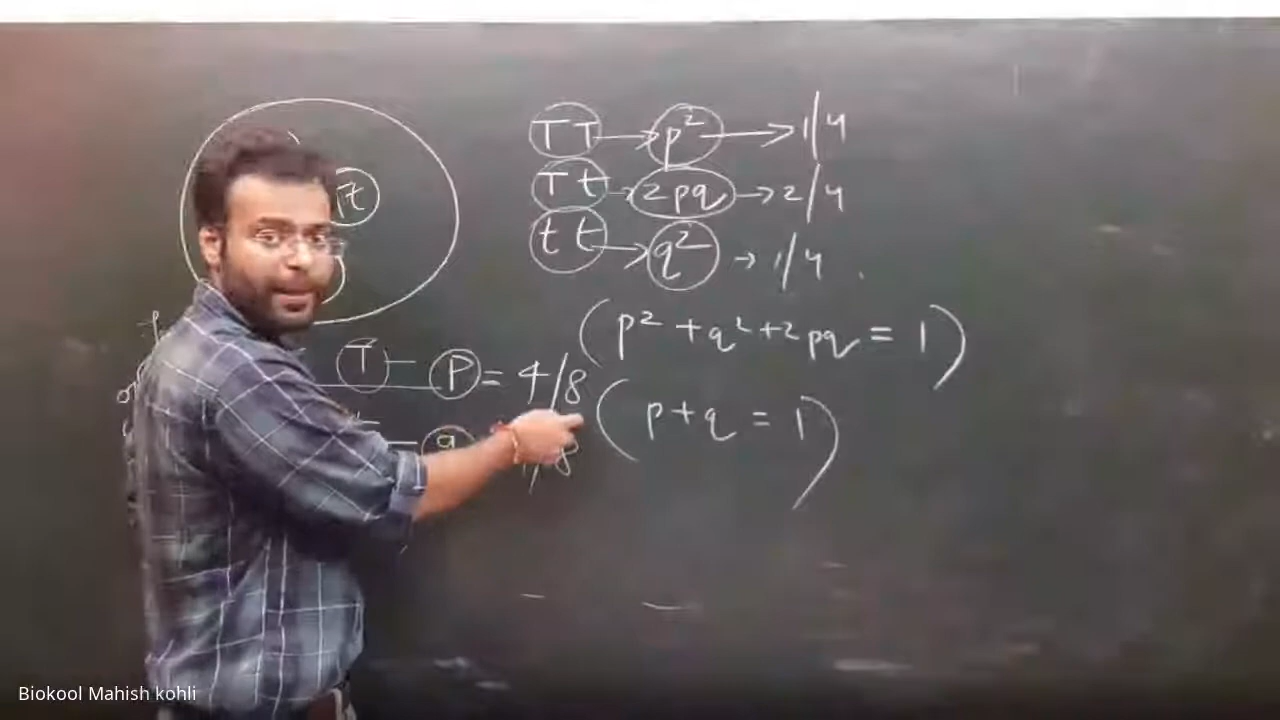 t
TT → p² → 1/4
Tt → 2pq → 2/4
tt → q² → 1/4
(p² + q² + 2pq = 1)
T — P = 4/8
(p + q = 1)
t — q
/8
Biokool Mahish kohli